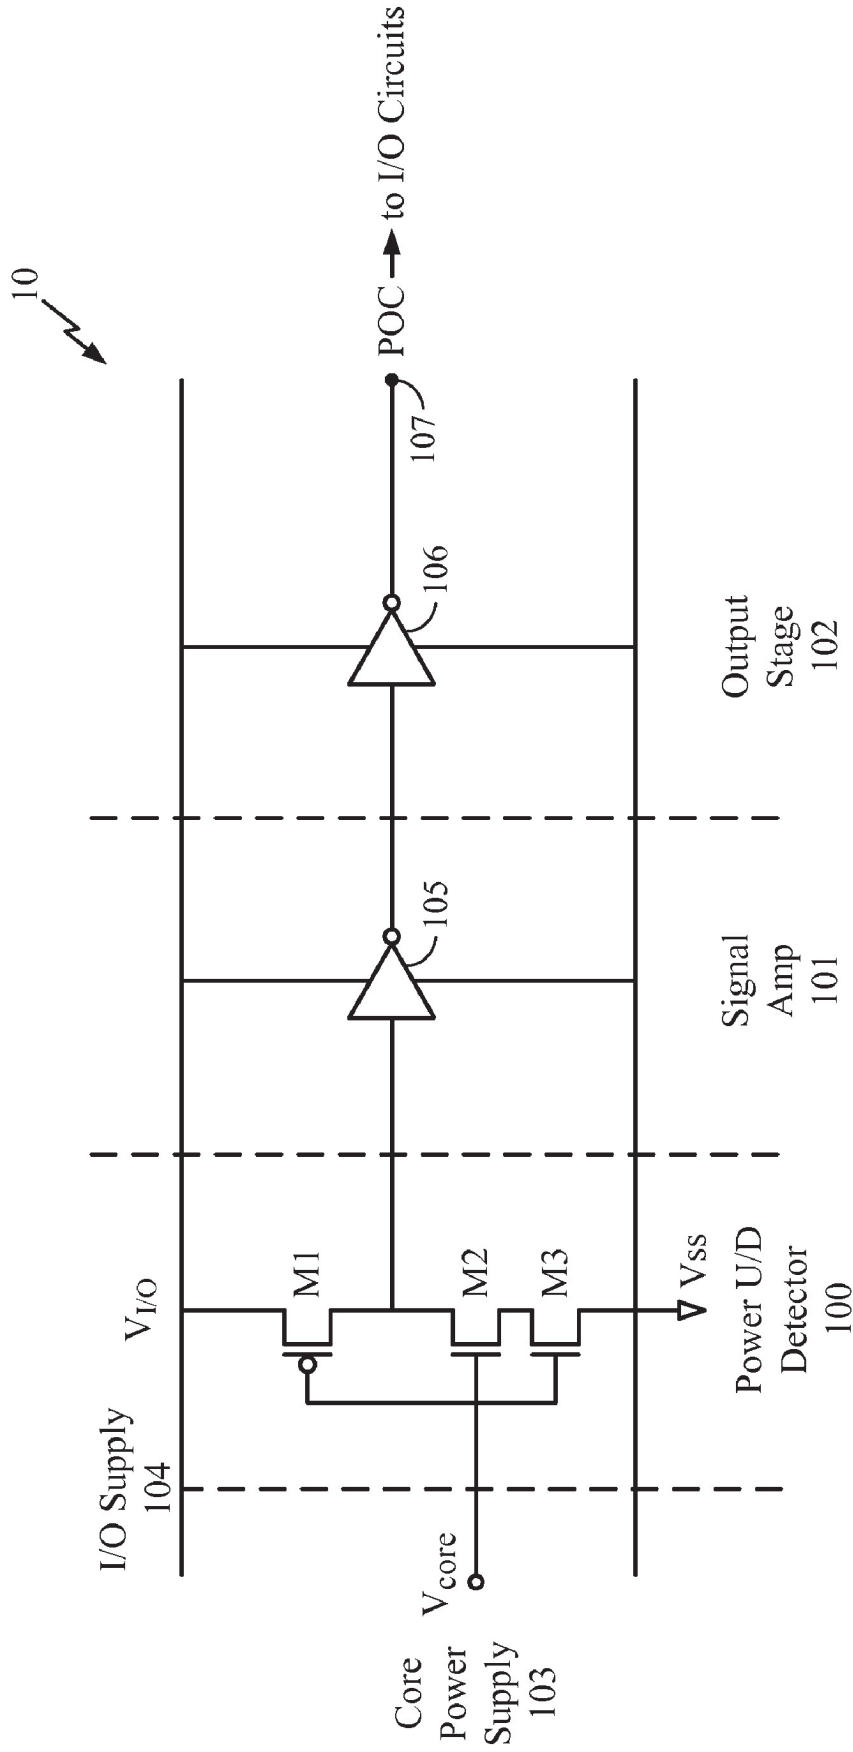 10
I/O Supply
104
V_I/O
M1
M2
M3
Vss
V_core
Core
Power
Supply
103
105
106
107
POC → to I/O Circuits
Power U/D
Detector
100
Signal
Amp
101
Output
Stage
102